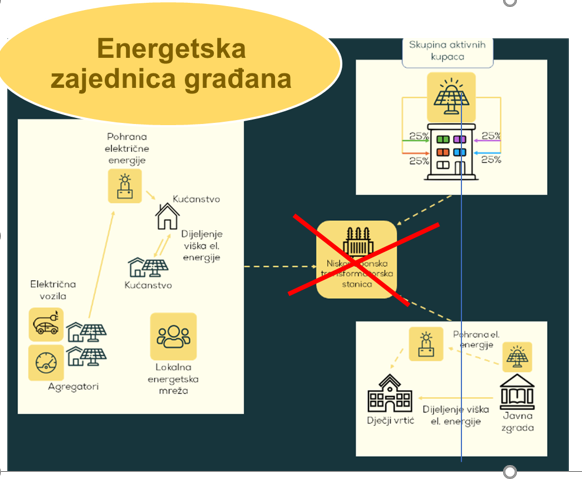 Energetska
zajednica građana
Skupina aktivnih
kupaca
25%
25%
25%
25%
Pohrana
električne
energije
Kućanstvo
Dijeljenje
viška el.
energije
Kućanstvo
Električna
vozila
Agregatori
Lokalna
energetska
mreža
Niskonaponska
transformatorska
stanica
Pohrana el.
energije
Dječji vrtić
Dijeljenje viška
el. energije
Javna
zgrada